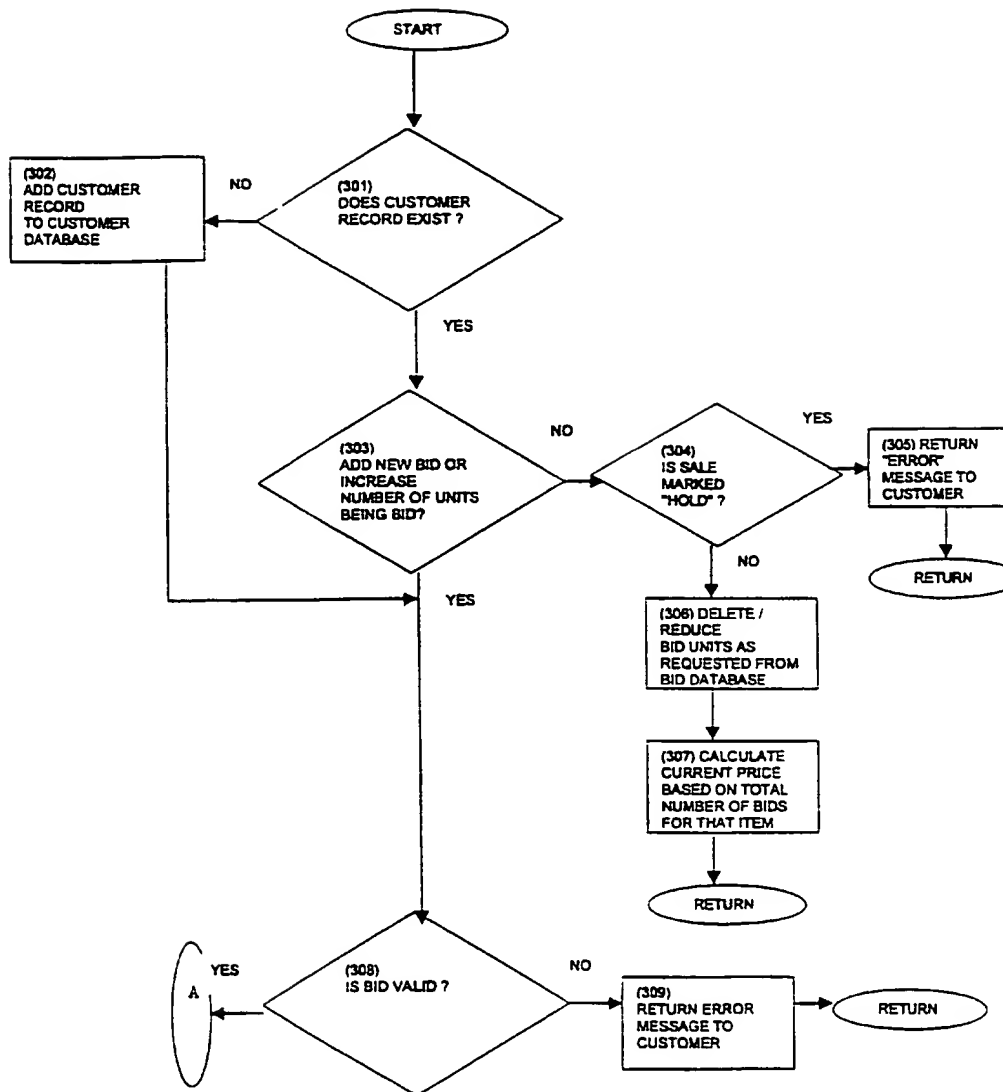 START
(302)
ADD CUSTOMER
RECORD
TO CUSTOMER
DATABASE
NO
(301)
DOES CUSTOMER
RECORD EXIST ?
YES
(303)
ADD NEW BID OR
INCREASE
NUMBER OF UNITS
BEING BID?
NO
(304)
IS SALE
MARKED
"HOLD" ?
YES
(305) RETURN
"ERROR"
MESSAGE TO
CUSTOMER
RETURN
NO
YES
(306) DELETE /
REDUCE
BID UNITS AS
REQUESTED FROM
BID DATABASE
(307) CALCULATE
CURRENT PRICE
BASED ON TOTAL
NUMBER OF BIDS
FOR THAT ITEM
RETURN
A
YES
(308)
IS BID VALID ?
NO
(309)
RETURN ERROR
MESSAGE TO
CUSTOMER
RETURN